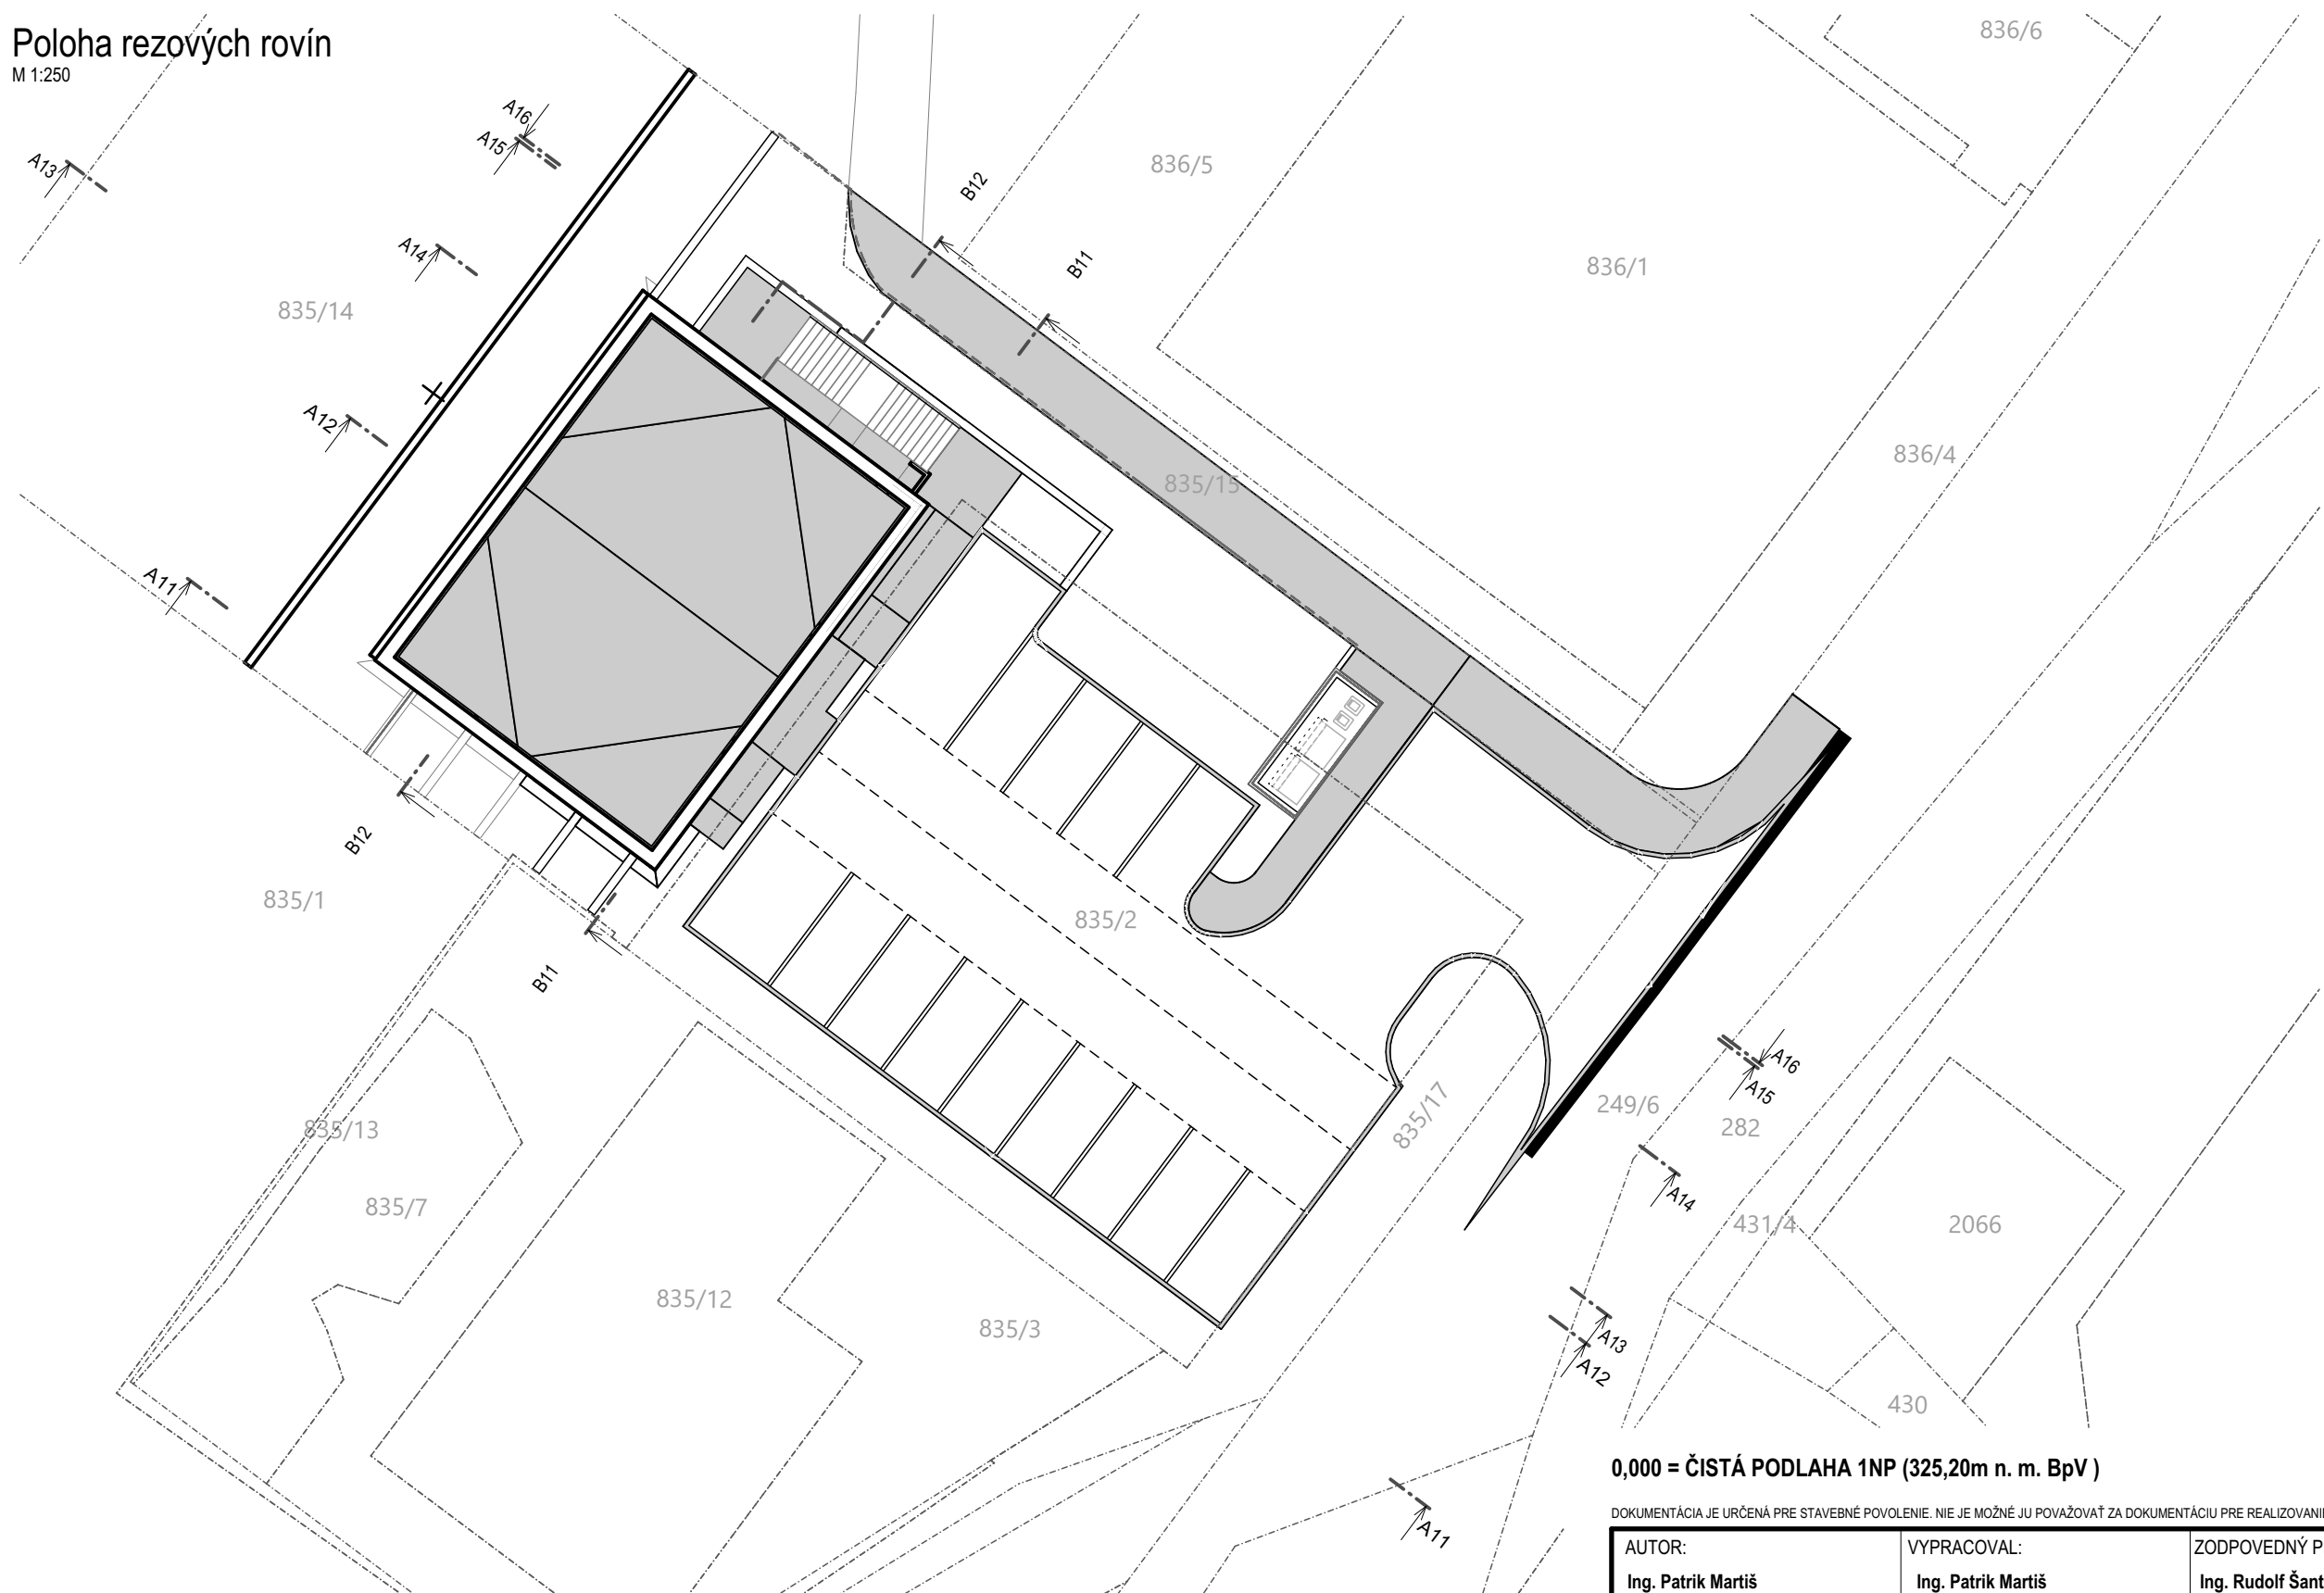 Poloha rezových rovín
M 1:250
836/6
A16
A15
A13
836/5
B12
A14
B11
836/1
835/14
A12
836/4
835/15
A11
B12
835/1
835/2
B11
A16
A15
835/17
249/6
282
835/13
A14
835/7
431/4
2066
835/12
835/3
A13
A12
430
0,000 = ČISTÁ PODLAHA 1NP (325,20m n. m. BpV )
DOKUMENTÁCIA JE URČENÁ PRE STAVEBNÉ POVOLENIE. NIE JE MOŽNÉ JU POVAŽOVAŤ ZA DOKUMENTÁCIU PRE
A11
AUTOR:
VYPRACOVAL:
ZODPOVEDNÝ P
Ing. Patrik Martiš
Ing. Patrik Martiš
Ing. Rudolf